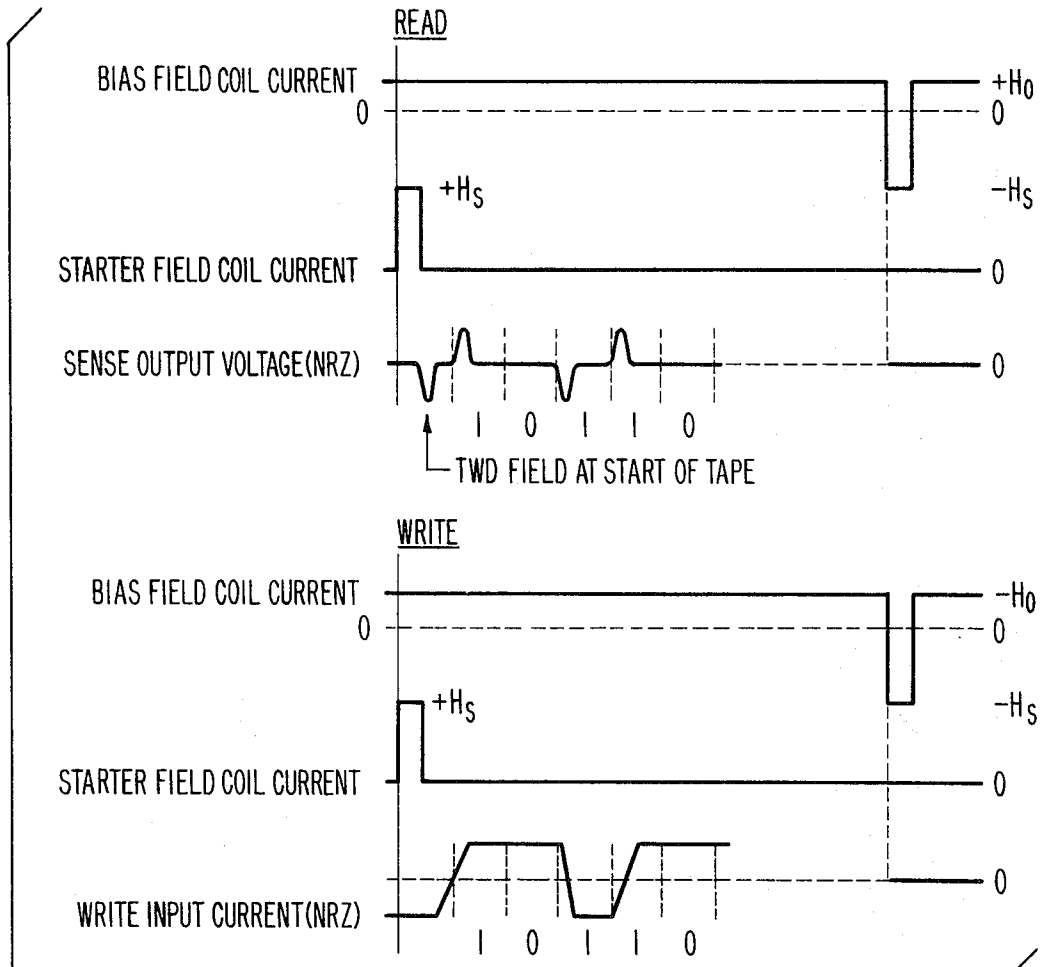 READ
BIAS FIELD COIL CURRENT
+H0
0
0
+HS
-HS
STARTER FIELD COIL CURRENT
0
SENSE OUTPUT VOLTAGE(NRZ)
0
1 0 1 1 0
TWD FIELD AT START OF TAPE
WRITE
BIAS FIELD COIL CURRENT
-H0
0
0
+HS
-HS
STARTER FIELD COIL CURRENT
0
0
WRITE INPUT CURRENT(NRZ)
1 0 1 1 0